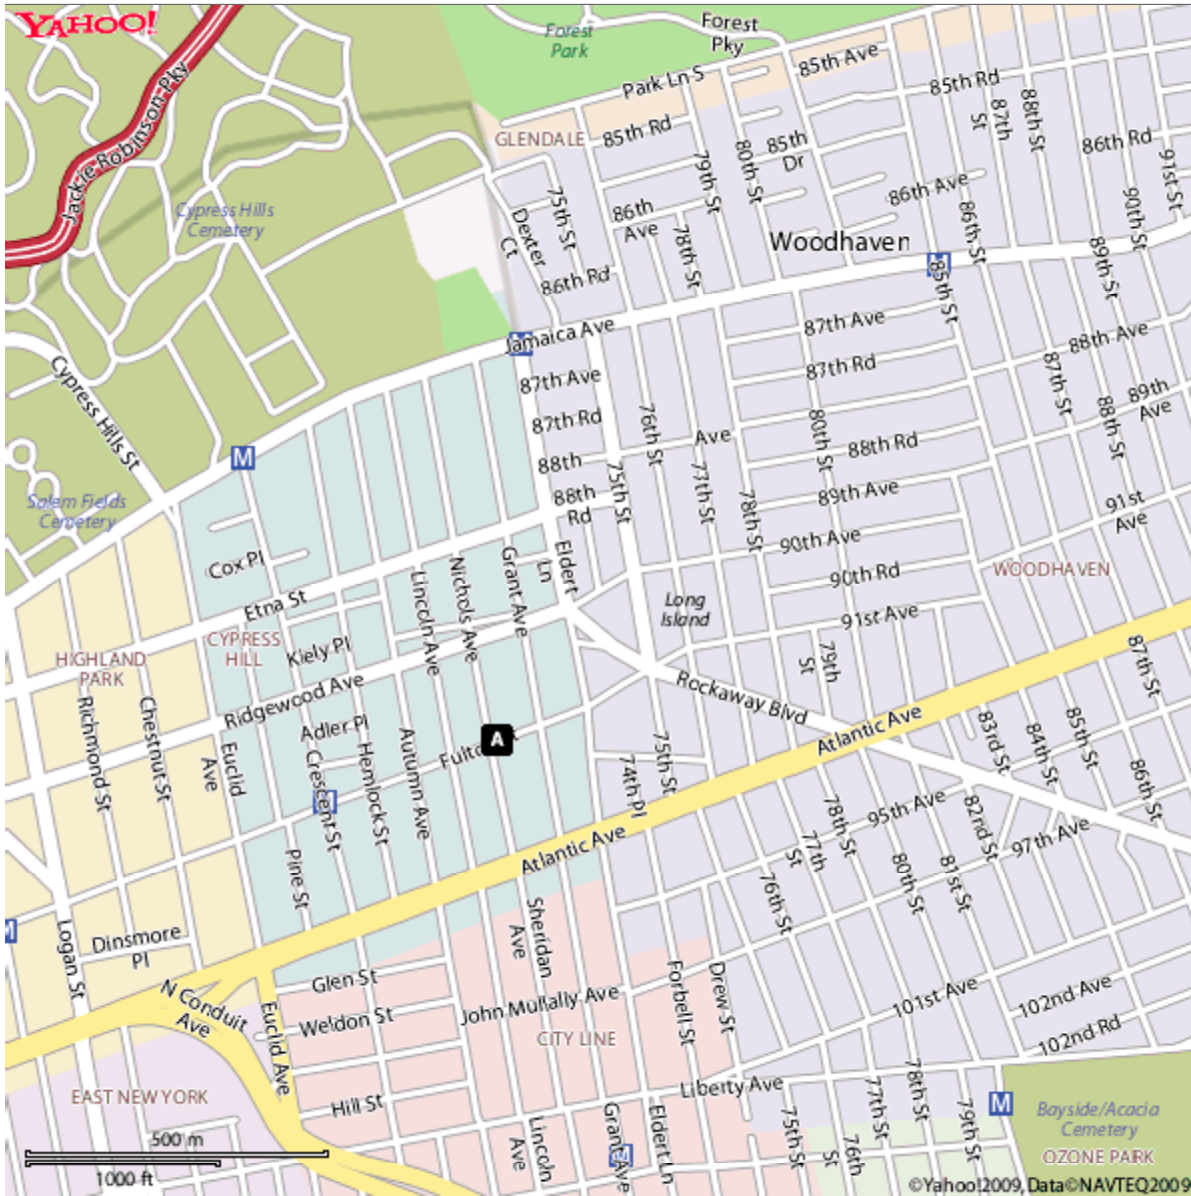 YAHOO!
Forest
Park
Forest
Pky
Park Ln S
85th Ave
85th Rd
87th
St
88th St
86th Rd
91st St
Jackie Robinson Pky
GLENDALE
85th Rd
85th
Dr
80th St
79th St
86th Ave
90th St
Cypress Hills
Cemetery
75th St
Dexter
Ct
86th
Ave
78th St
86th St
Woodhaven
89th St
86th Rd
M
85th St
Jamaica Ave
87th Ave
88th Ave
Cypress Hills St
87th Ave
87th Rd
87th St
89th
Ave
87th Rd
76th St
80th St
88th St
Ave
88th Rd
M
88th
75th St
77th St
78th St
89th Ave
Salem Fields
Cemetery
88th
Rd
91st
Ave
90th Ave
Cox Pl
Eldert
Ln
Grant Ave
Nichols Ave
Lincoln Ave
90th Rd
WOODHAVEN
Etna St
Long
Island
91st Ave
CYPRESS
HILL
Kiely Pl
HIGHLAND
PARK
79th
St
87th St
Ridgewood Ave
Rockaway Blvd
Richmond St
Chestnut St
Adler Pl
Atlantic Ave
83rd St
84th St
85th St
Euclid
Ave
Crescent St
Hemlock St
Autumn Ave
A
74th Pl
75th St
86th St
95th Ave
82nd St
97th Ave
78th St
77th
St
Atlantic Ave
Pine St
80th St
81st St
76th St
M
Logan St
Dinsmore
Pl
Sheridan
Ave
Glen St
Forbell St
Drew St
101st Ave
102nd Ave
N Conduit
Ave
Weldon St
John Mullally Ave
CITY LINE
102nd Rd
Euclid Ave
EAST NEW YORK
Hill St
Liberty Ave
77th St
78th St
79th St
M
Bayside/Acacia
Cemetery
500 m
1000 ft
Lincoln
Ave
Grant Ave
Eldert Ln
75th St
76th
St
OZONE PARK
©Yahoo!2009, Data©NAVTEQ2009